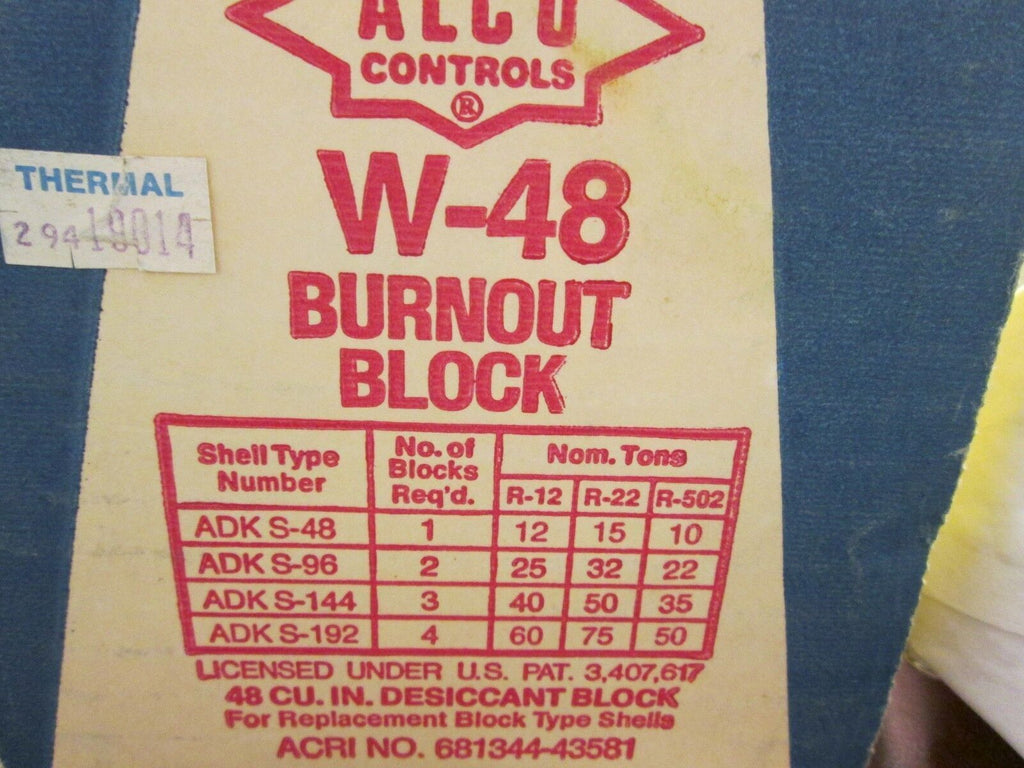 ALCO
CONTROLS
®
THERMAL
294 18014
W-48
BURNOUT
BLOCK
Shell Type Number No. of Blocks Req'd. Nom. Tons
R-12 R-22 R-502
ADK S-48 1 12 15 10
ADK S-96 2 25 32 22
ADK S-144 3 40 50 35
ADK S-192 4 60 75 50
LICENSED UNDER U.S. PAT. 3,407,617
48 CU. IN. DESICCANT BLOCK
For Replacement Block Type Shells
ACRI NO. 681344-43581